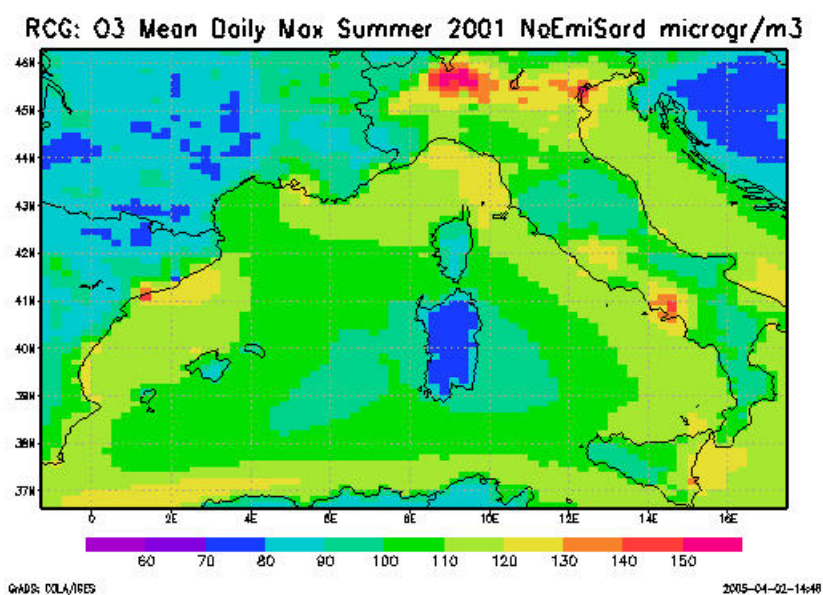 RCG: O3 Mean Daily Max Summer 2001 NoEmiSard microgr/m3
46N
45N
44N
43N
42N
41N
40N
39N
38N
37N
0 2E 4E 6E 8E 10E 12E 14E 16E
60 70 80 90 100 110 120 130 140 150
GrADS: COLA/IGES 2005-04-02-14:48